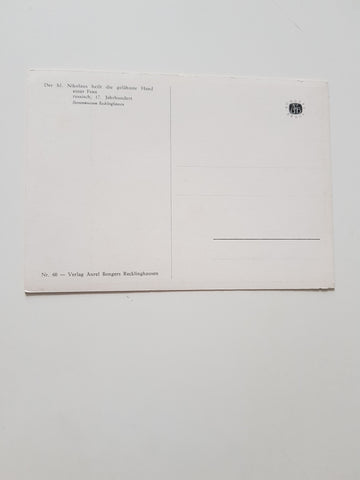 Der hl. Nikolaus heilt die gelähmte Hand
einer Frau
russisch, 17. Jahrhundert
Ikonenmuseum Recklinghausen
Nr. 46 — Verlag Aurel Bongers Recklinghausen